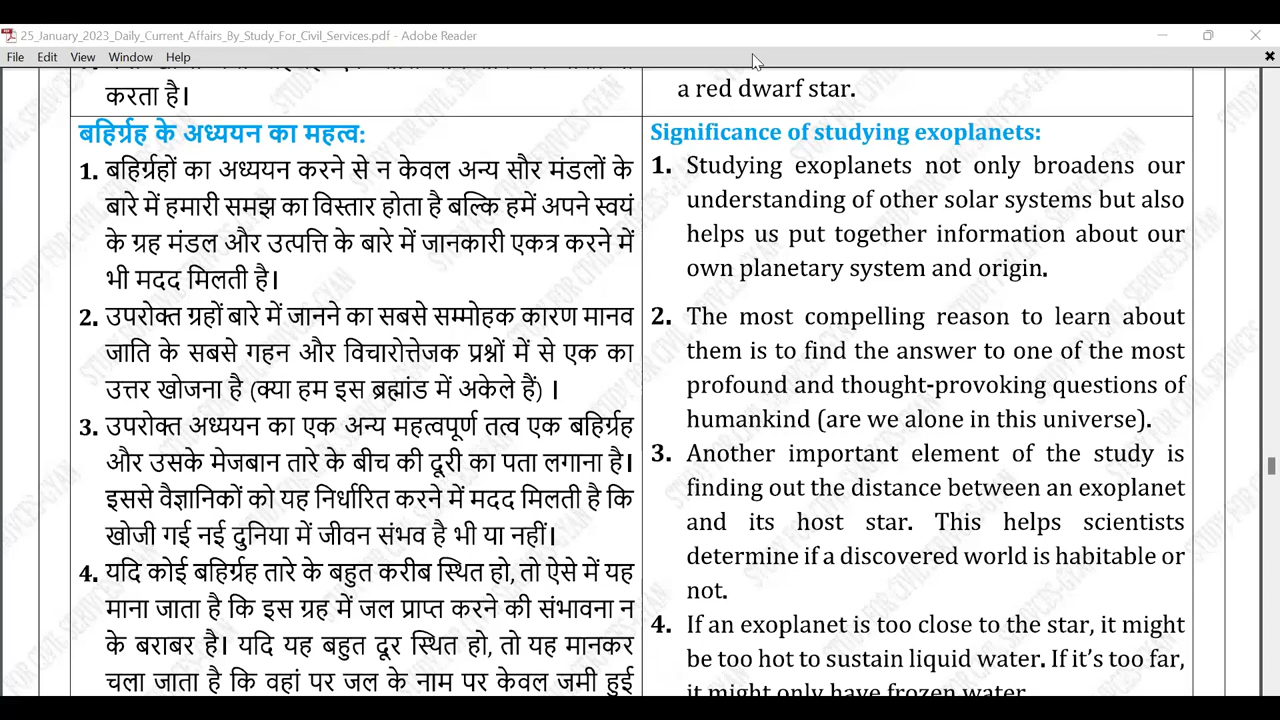 25_January_2023_Daily_Current_Affairs_By_Study_For_Civil_Services.pdf - Adobe Reader
File Edit View Window Help
करता है।
बहिर्ग्रह के अध्ययन का महत्व:
1. बहिर्ग्रहों का अध्ययन करने से न केवल अन्य सौर मंडलों के
बारे में हमारी समझ का विस्तार होता है बल्कि हमें अपने स्वयं
के ग्रह मंडल और उत्पत्ति के बारे में जानकारी एकत्र करने में
भी मदद मिलती है।
2. उपरोक्त ग्रहों बारे में जानने का सबसे सम्मोहक कारण मानव
जाति के सबसे गहन और विचारोत्तेजक प्रश्नों में से एक का
उत्तर खोजना है (क्या हम इस ब्रह्मांड में अकेले हैं) ।
3. उपरोक्त अध्ययन का एक अन्य महत्वपूर्ण तत्व एक बहिर्ग्रह
और उसके मेजबान तारे के बीच की दूरी का पता लगाना है।
इससे वैज्ञानिकों को यह निर्धारित करने में मदद मिलती है कि
खोजी गई नई दुनिया में जीवन संभव है भी या नहीं।
4. यदि कोई बहिर्ग्रह तारे के बहुत करीब स्थित हो, तो ऐसे में यह
माना जाता है कि इस ग्रह में जल प्राप्त करने की संभावना न
के बराबर है। यदि यह बहुत दूर स्थित हो, तो यह मानकर
चला जाता है कि वहां पर जल के नाम पर केवल जमी हुई
a red dwarf star.
Significance of studying exoplanets:
1. Studying exoplanets not only broadens our
understanding of other solar systems but also
helps us put together information about our
own planetary system and origin.
2. The most compelling reason to learn about
them is to find the answer to one of the most
profound and thought-provoking questions of
humankind (are we alone in this universe).
3. Another important element of the study is
finding out the distance between an exoplanet
and its host star. This helps scientists
determine if a discovered world is habitable or
not.
4. If an exoplanet is too close to the star, it might
be too hot to sustain liquid water. If it's too far,
it might only have frozen water.